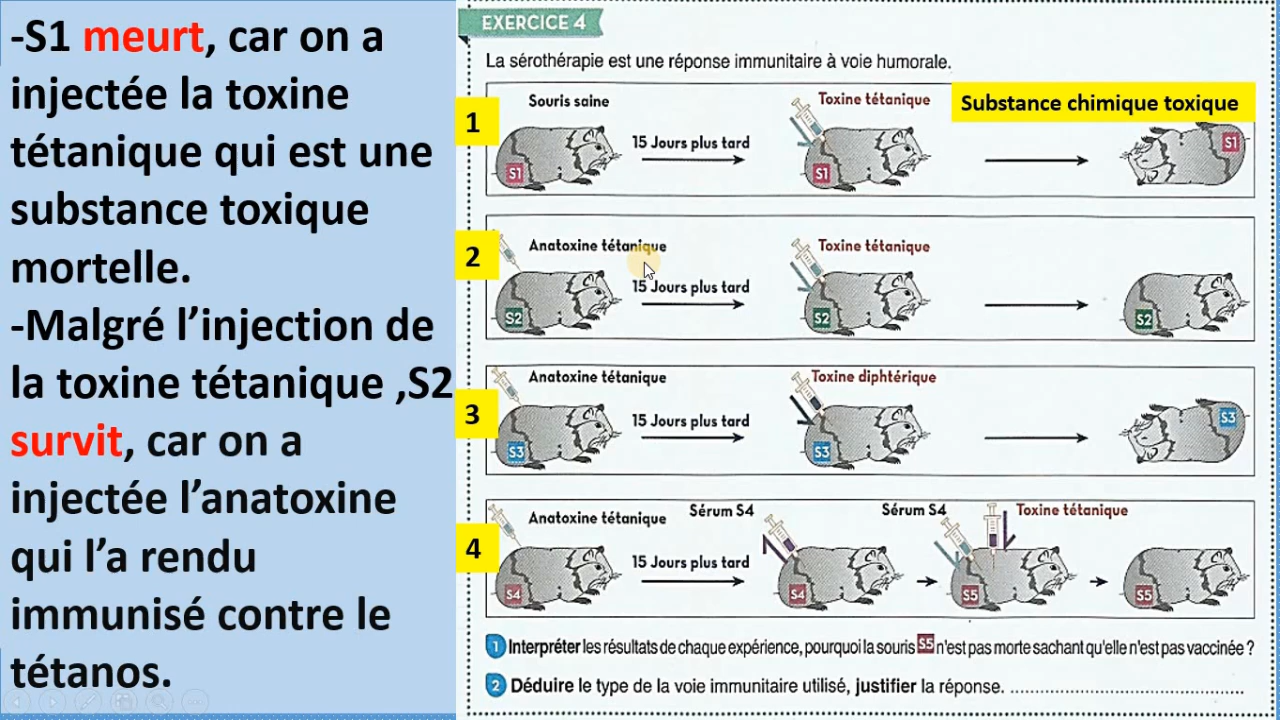 -S1 meurt, car on a
injectée la toxine
tétanique qui est une
substance toxique
mortelle.
-Malgré l’injection de
la toxine tétanique ,S2
survit, car on a
injectée l’anatoxine
qui l’a rendu
immunisé contre le
tétanos.
EXERCICE 4
La sérothérapie est une réponse immunitaire à voie humorale.
1
Souris saine
15 Jours plus tard
Toxine tétanique
Substance chimique toxique
S1
S1
S1
2
Anatoxine tétanique
15 Jours plus tard
Toxine tétanique
S2
S2
S2
3
Anatoxine tétanique
15 Jours plus tard
Toxine diphtérique
S3
S3
S3
4
Anatoxine tétanique
15 Jours plus tard
Sérum S4
Sérum S4
Toxine tétanique
S4
S4
S5
S5
1 Interpréter les résultats de chaque expérience, pourquoi la souris S5 n'est pas morte sachant qu'elle n'est pas vaccinée ?
2 Déduire le type de la voie immunitaire utilisé, justifier la réponse. ..........................................